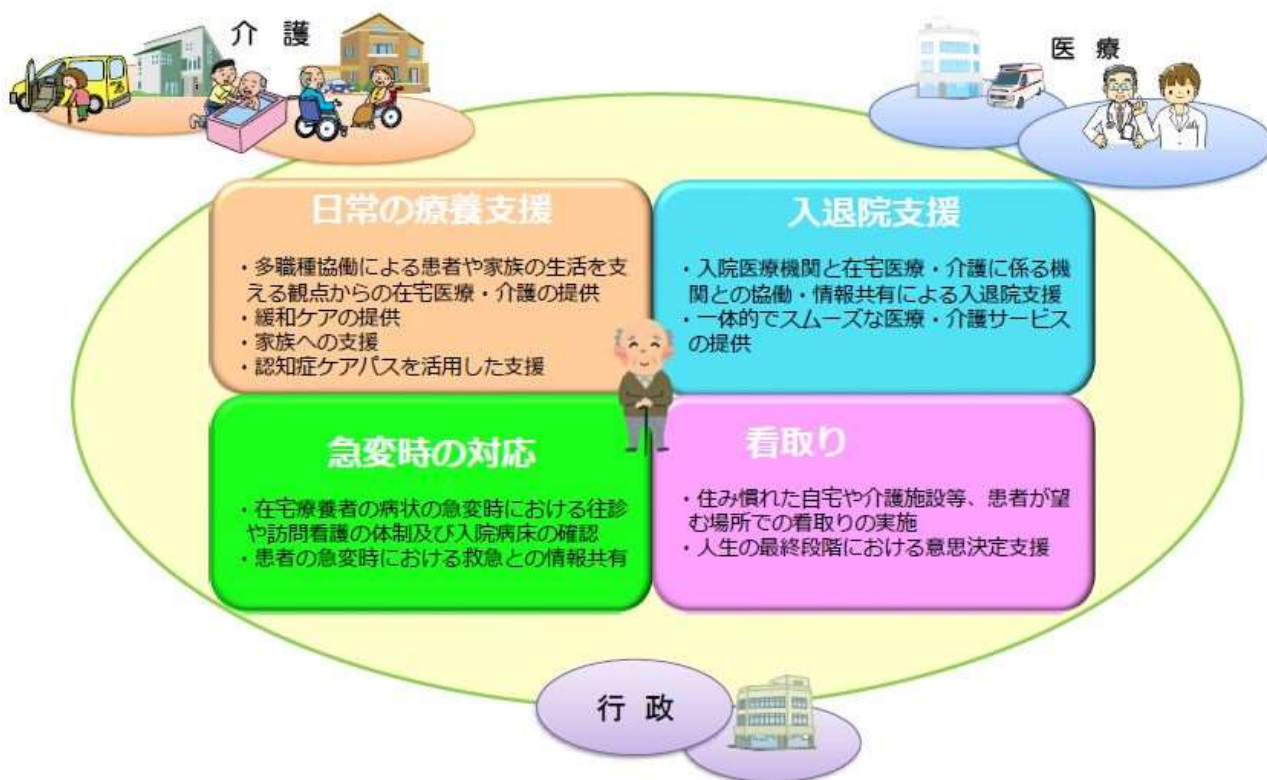 介 護
医 療
日常の療養支援
・多職種協働による患者や家族の生活を支
える観点からの在宅医療・介護の提供
・緩和ケアの提供
・家族への支援
・認知症ケアパスを活用した支援
入退院支援
・入院医療機関と在宅医療・介護に係る機
関との協働・情報共有による入退院支援
・一体的でスムーズな医療・介護サービス
の提供
急変時の対応
・在宅療養者の病状の急変時における往診
や訪問看護の体制及び入院病床の確認
・患者の急変時における救急との情報共有
看取り
・住み慣れた自宅や介護施設等、患者が望
む場所での看取りの実施
・人生の最終段階における意思決定支援
行 政